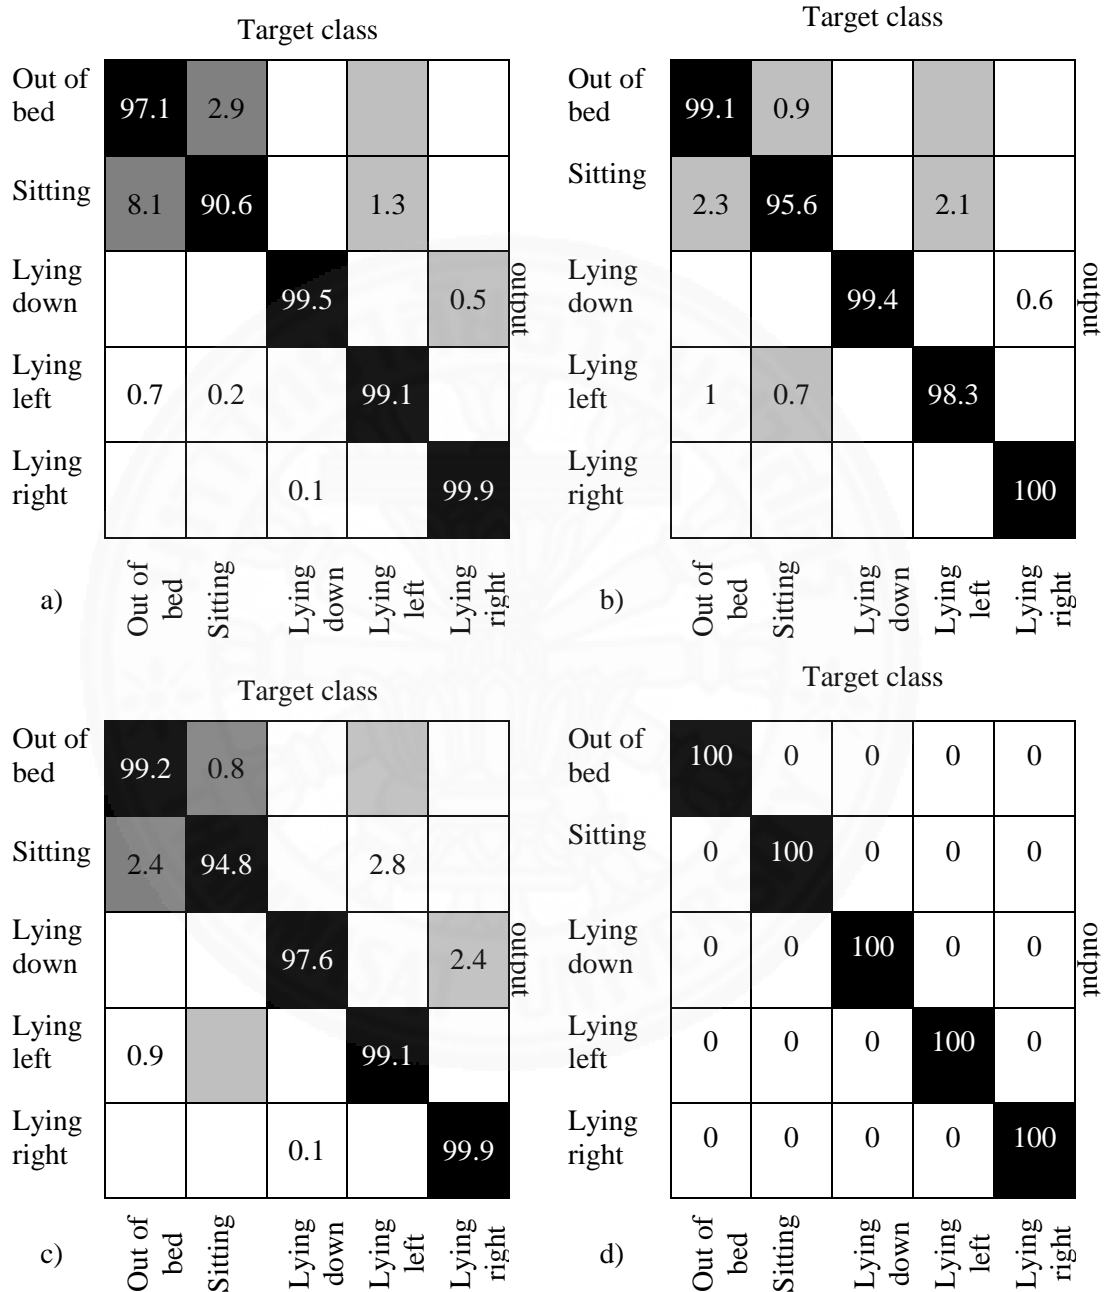 Target class
Out of bed 97.1 2.9
Sitting 8.1 90.6 1.3
Lying down 99.5 0.5
Lying left 0.7 0.2 99.1
Lying right 0.1 99.9
output
a) Out of bed Sitting Lying down Lying left Lying right
Target class
Out of bed 99.1 0.9
Sitting 2.3 95.6 2.1
Lying down 99.4 0.6
Lying left 1 0.7 98.3
Lying right 100
output
b) Out of bed Sitting Lying down Lying left Lying right
Target class
Out of bed 99.2 0.8
Sitting 2.4 94.8 2.8
Lying down 97.6 2.4
Lying left 0.9 99.1
Lying right 0.1 99.9
output
c) Out of bed Sitting Lying down Lying left Lying right
Target class
Out of bed 100 0 0 0 0
Sitting 0 100 0 0 0
Lying down 0 0 100 0 0
Lying left 0 0 0 100 0
Lying right 0 0 0 0 100
output
d) Out of bed Sitting Lying down Lying left Lying right